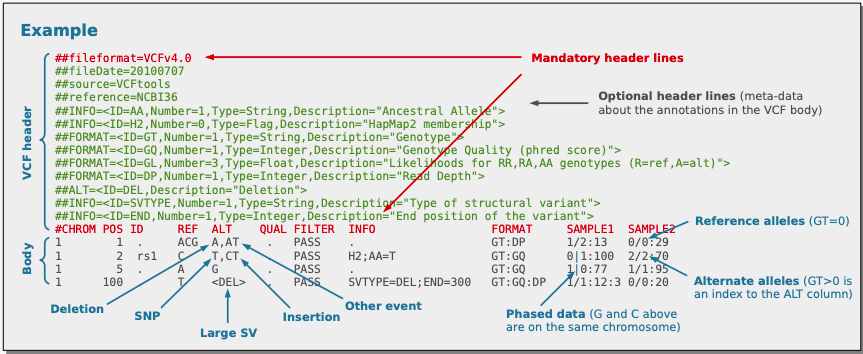 Example
##fileformat=VCFv4.0
##fileDate=20100707
##source=VCFtools
##reference=NCBI36
##INFO=<ID=AA,Number=1,Type=String,Description="Ancestral Allele">
##INFO=<ID=H2,Number=0,Type=Flag,Description="HapMap2 membership">
##FORMAT=<ID=GT,Number=1,Type=String,Description="Genotype">
##FORMAT=<ID=GQ,Number=1,Type=Integer,Description="Genotype Quality (phred score)">
##FORMAT=<ID=GL,Number=3,Type=Float,Description="Likelihoods for RR,RA,AA genotypes (R=ref,A=alt)">
##FORMAT=<ID=DP,Number=1,Type=Integer,Description="Read Depth">
##ALT=<ID=DEL,Description="Deletion">
##INFO=<ID=SVTYPE,Number=1,Type=String,Description="Type of structural variant">
##INFO=<ID=END,Number=1,Type=Integer,Description="End position of the variant">
#CHROM POS ID REF ALT QUAL FILTER INFO FORMAT SAMPLE1 SAMPLE2
1 1 . ACG A,AT . PASS . GT:DP 1/2:13 0/0:29
1 2 rs1 C T,CT . PASS H2;AA=T GT:GQ 0|1:100 2/2:70
1 5 . A G . PASS . GT:GQ 1|0:77 1/1:95
1 100 T <DEL> . PASS SVTYPE=DEL;END=300 GT:GQ:DP 1/1:12:3 0/0:20
VCF header
Body
Mandatory header lines
Optional header lines (meta-data
about the annotations in the VCF body)
Reference alleles (GT=0)
Alternate alleles (GT>0 is
an index to the ALT column)
Phased data (G and C above
are on the same chromosome)
Deletion
SNP
Large SV
Insertion
Other event